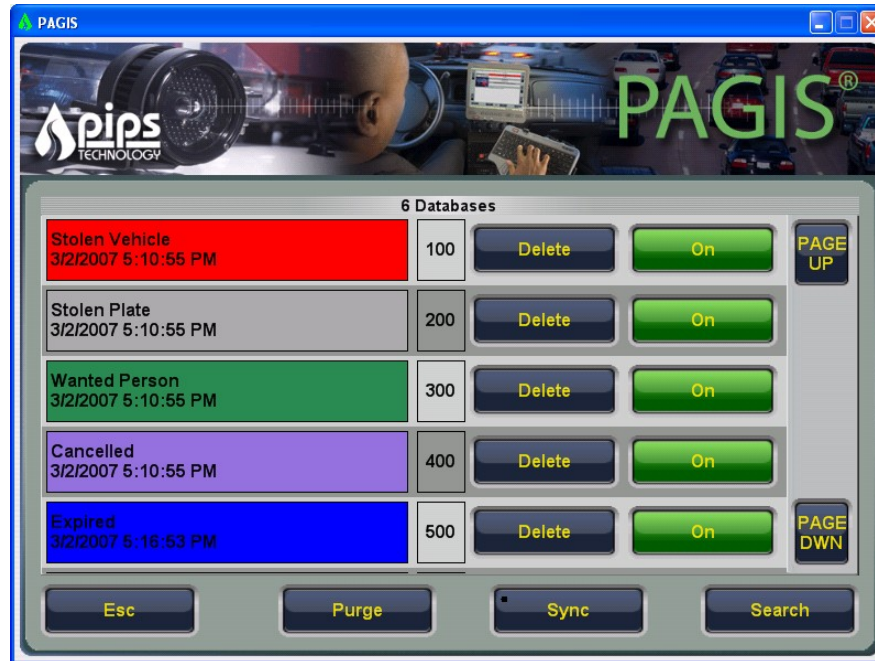 PAGIS
pips
TECHNOLOGY
PAGIS®
6 Databases
Stolen Vehicle
3/2/2007 5:10:55 PM
100
Delete
On
PAGE
UP
Stolen Plate
3/2/2007 5:10:55 PM
200
Delete
On
Wanted Person
3/2/2007 5:10:55 PM
300
Delete
On
Cancelled
3/2/2007 5:10:55 PM
400
Delete
On
Expired
3/2/2007 5:16:53 PM
500
Delete
On
PAGE
DWN
Esc
Purge
Sync
Search